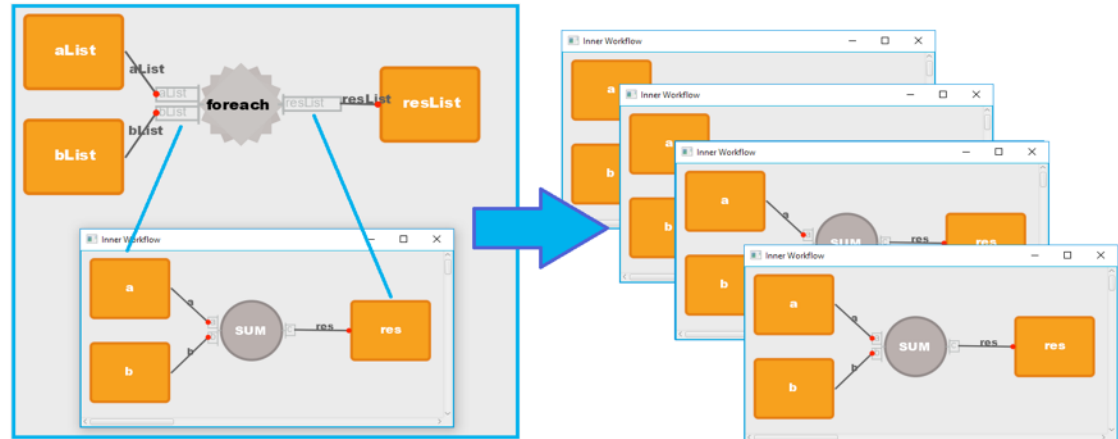 aList
aList
aList
bList
foreach
resList
resList
resList
bList
bList
Inner Workflow
a
a
SUM
res
res
b
b
Inner Workflow
a
b
Inner Workflow
a
b
Inner Workflow
a
a
SUM
res
res
b
Inner Workflow
a
a
SUM
res
res
b
b